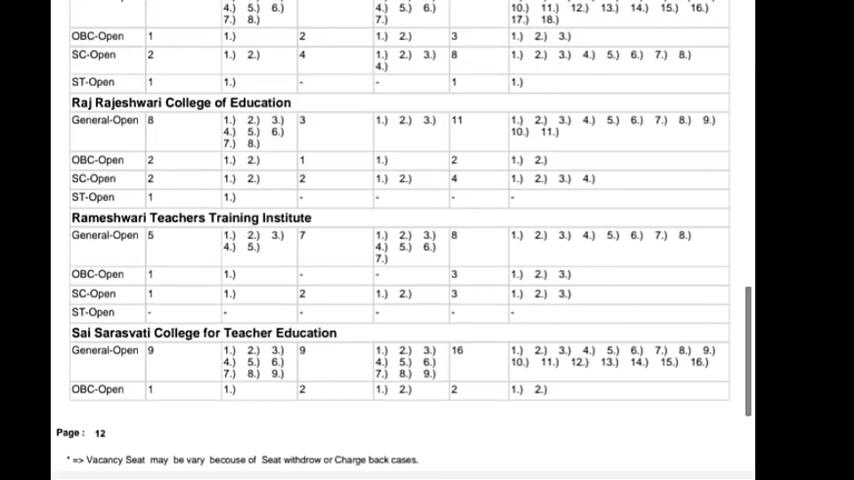 4.) 5.) 6.) 4.) 5.) 6.) 10.) 11.) 12.) 13.) 14.) 15.) 16.)
7.) 8.) 7.) 17.) 18.)
OBC-Open 1 1.) 2 1.) 2.) 3 1.) 2.) 3.)
SC-Open 2 1.) 2.) 4 1.) 2.) 3.) 8 1.) 2.) 3.) 4.) 5.) 6.) 7.) 8.)
4.)
ST-Open 1 1.) - - 1 1.)
Raj Rajeshwari College of Education
General-Open 8 1.) 2.) 3.) 3 1.) 2.) 3.) 11 1.) 2.) 3.) 4.) 5.) 6.) 7.) 8.) 9.)
4.) 5.) 6.) 10.) 11.)
7.) 8.)
OBC-Open 2 1.) 2.) 1 1.) 2 1.) 2.)
SC-Open 2 1.) 2.) 2 1.) 2.) 4 1.) 2.) 3.) 4.)
ST-Open 1 1.) - - - -
Rameshwari Teachers Training Institute
General-Open 5 1.) 2.) 3.) 7 1.) 2.) 3.) 8 1.) 2.) 3.) 4.) 5.) 6.) 7.) 8.)
4.) 5.) 4.) 5.) 6.)
7.)
OBC-Open 1 1.) - - 3 1.) 2.) 3.)
SC-Open 1 1.) 2 1.) 2.) 3 1.) 2.) 3.)
ST-Open - - - - - -
Sai Sarasvati College for Teacher Education
General-Open 9 1.) 2.) 3.) 9 1.) 2.) 3.) 16 1.) 2.) 3.) 4.) 5.) 6.) 7.) 8.) 9.)
4.) 5.) 6.) 4.) 5.) 6.) 10.) 11.) 12.) 13.) 14.) 15.) 16.)
7.) 8.) 9.) 7.) 8.) 9.)
OBC-Open 1 1.) 2 1.) 2.) 2 1.) 2.)
Page : 12
* => Vacancy Seat may be vary becouse of Seat withdrow or Charge back cases.